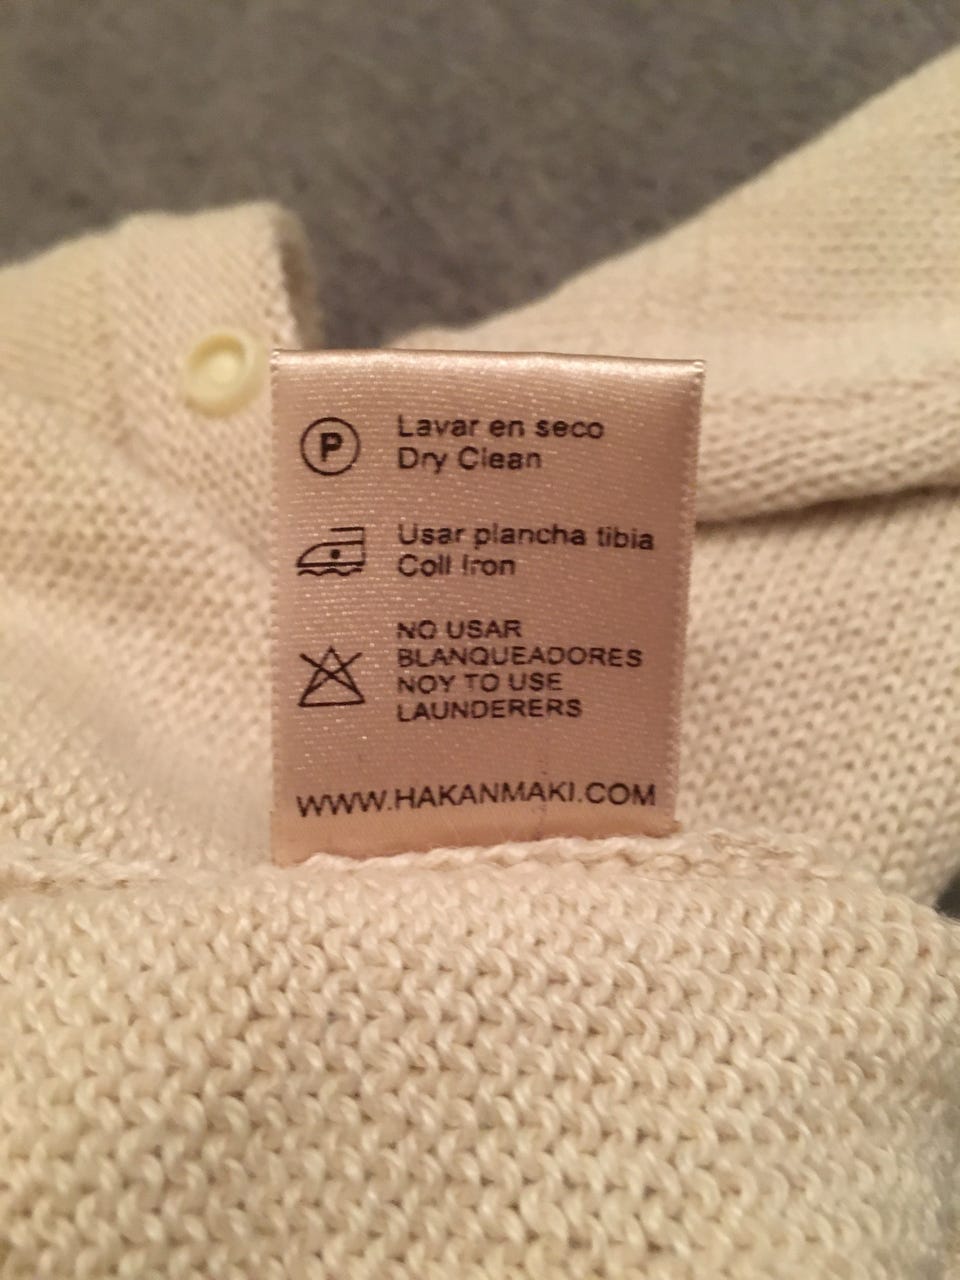 P
Lavar en seco
Dry Clean
Usar plancha tibia
Coll Iron
NO USAR
BLANQUEADORES
NOY TO USE
LAUNDERERS
WWW.HAKANMAKI.COM